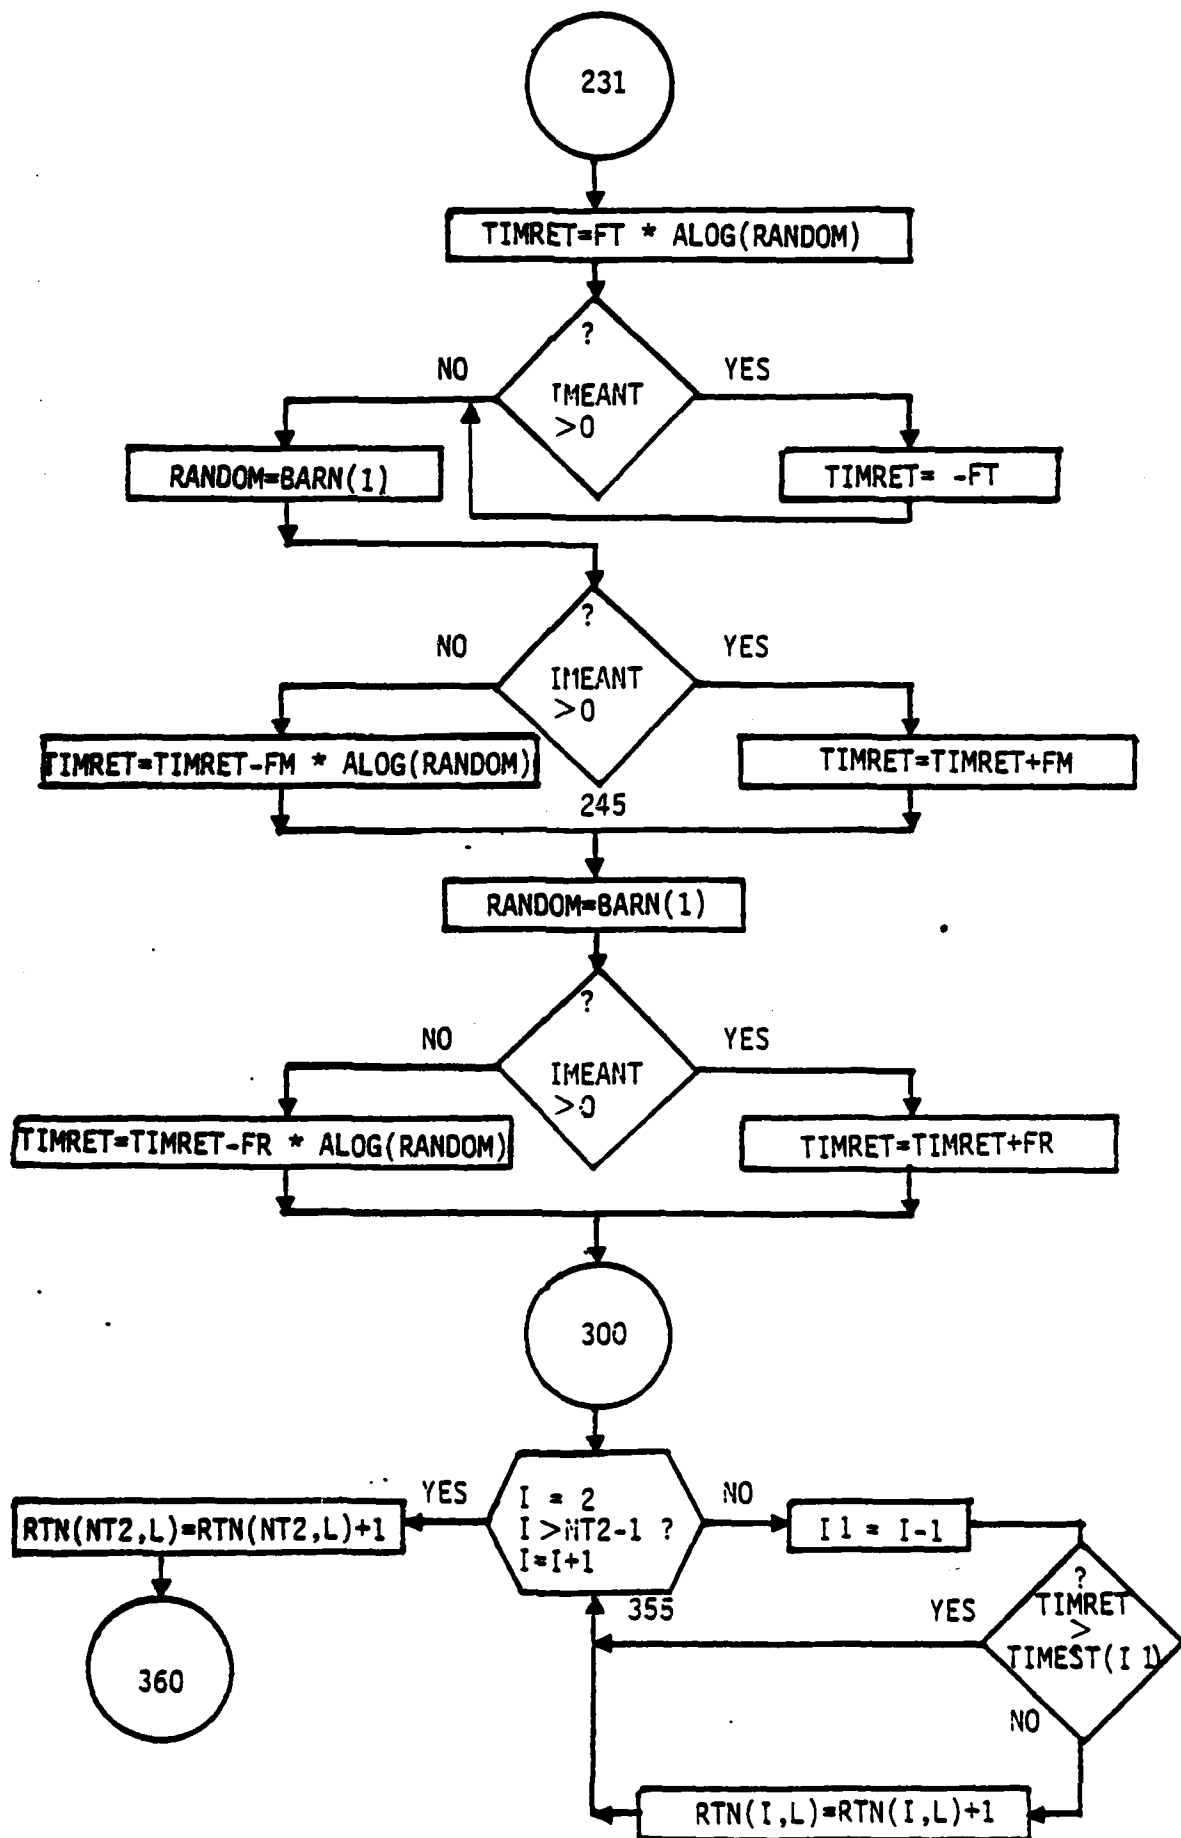 231
TIMRET=FT * ALOG(RANDOM)
?
NO
YES
IMEANT
>0
RANDOM=BARN(1)
TIMRET= -FT
?
NO
YES
IMEANT
>0
TIMRET=TIMRET-FM * ALOG(RANDOM)
TIMRET=TIMRET+FM
245
RANDOM=BARN(1)
?
NO
YES
IMEANT
>0
TIMRET=TIMRET-FR * ALOG(RANDOM)
TIMRET=TIMRET+FR
300
YES
I = 2
I >NT2-1 ?
I=I+1
NO
RTN(NT2,L)=RTN(NT2,L)+1
I1 = I-1
355
?
TIMRET
>
TIMEST(I1)
YES
360
NO
RTN(I,L)=RTN(I,L)+1